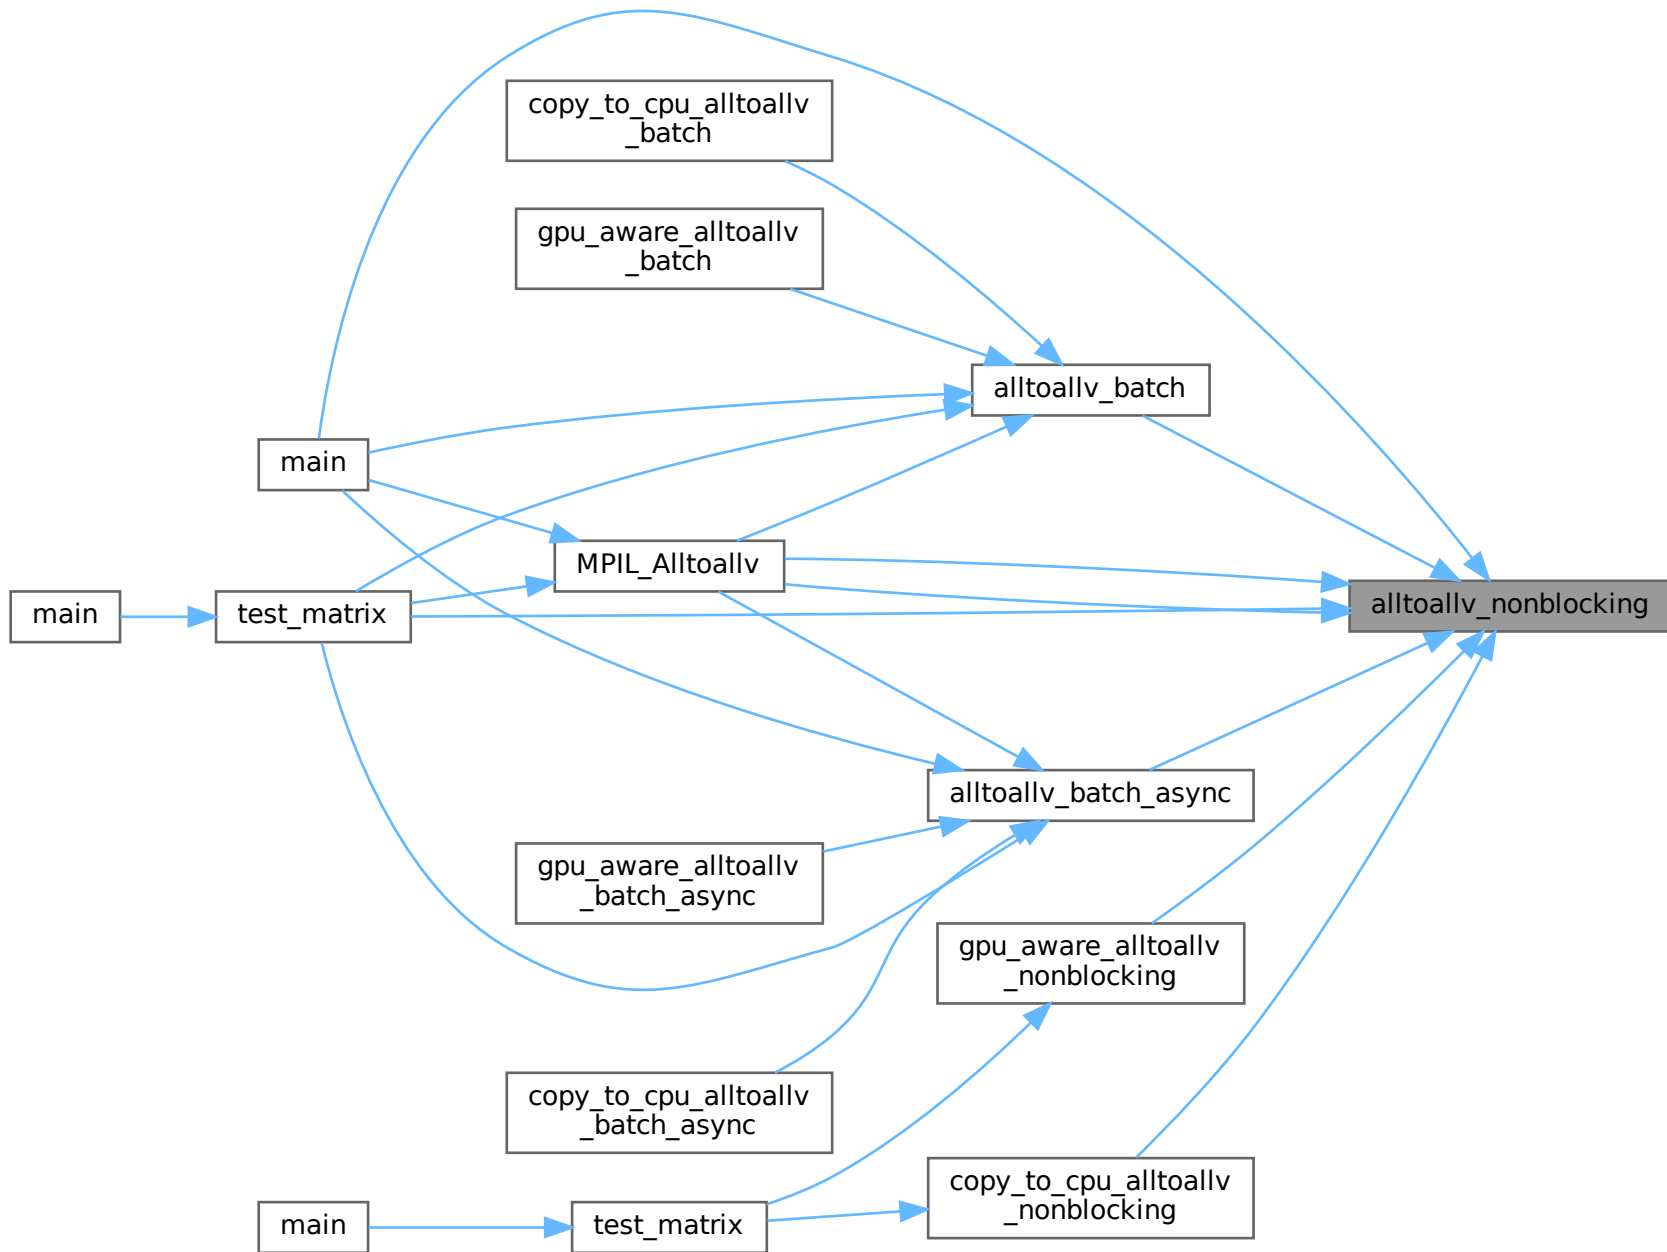 copy_to_cpu_alltoallv
_batch
gpu_aware_alltoallv
_batch
alltoallv_batch
main
MPIL_Alltoallv
alltoallv_nonblocking
main
test_matrix
alltoallv_batch_async
gpu_aware_alltoallv
_batch_async
gpu_aware_alltoallv
_nonblocking
copy_to_cpu_alltoallv
_batch_async
copy_to_cpu_alltoallv
_nonblocking
main
test_matrix